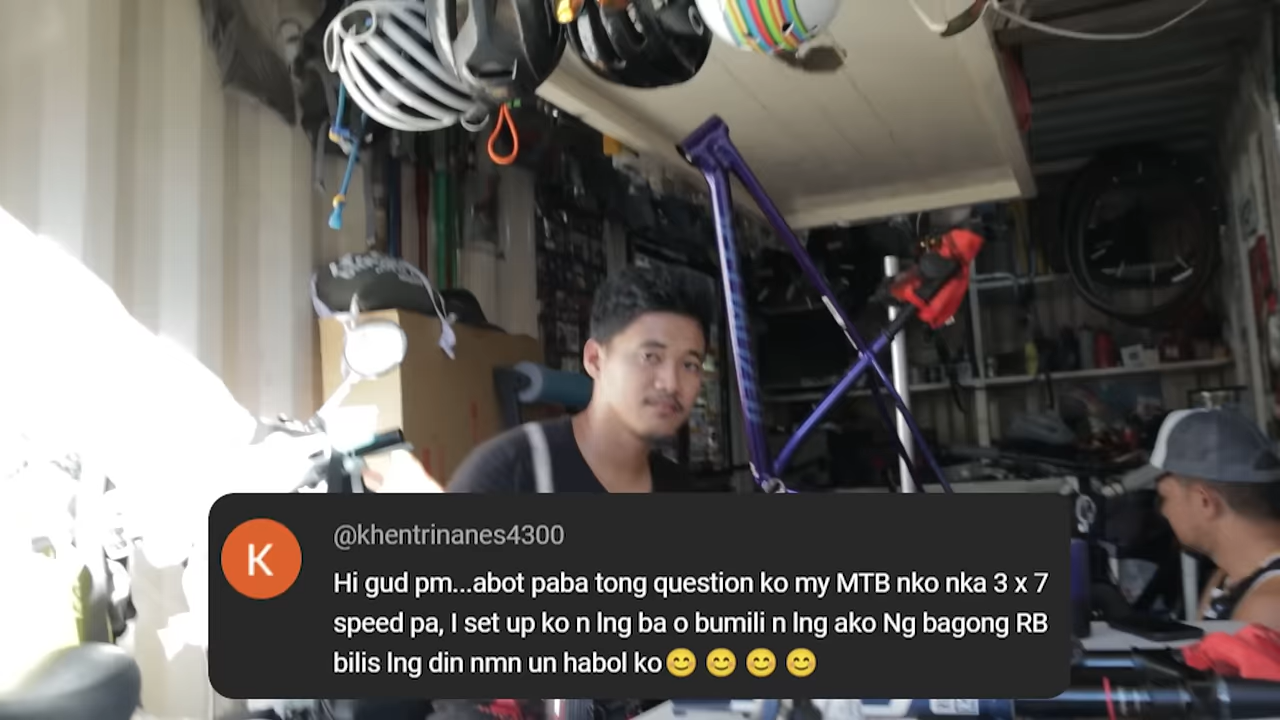 K
@khentrinanes4300
Hi gud pm...abot paba tong question ko my MTB nko nka 3 x 7
speed pa, I set up ko n lng ba o bumili n lng ako Ng bagong RB
bilis lng din nmn un habol ko😊 😊 😊 😊